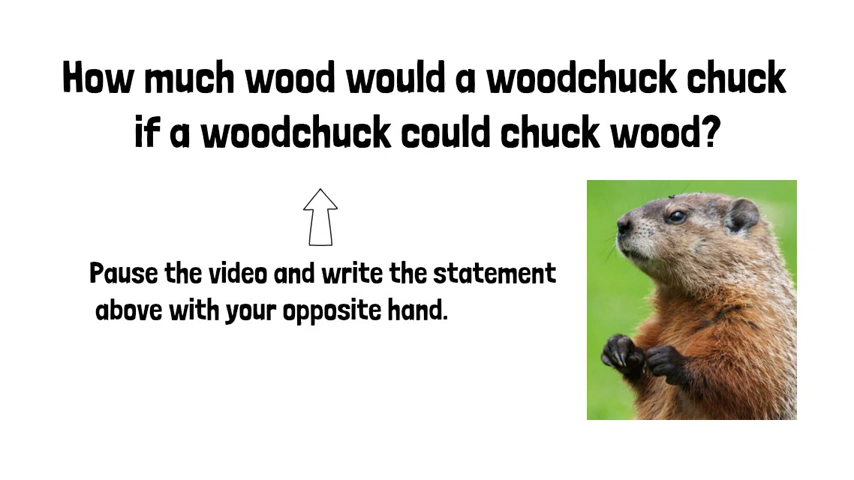 How much wood would a woodchuck chuck
if a woodchuck could chuck wood?
Pause the video and write the statement
above with your opposite hand.